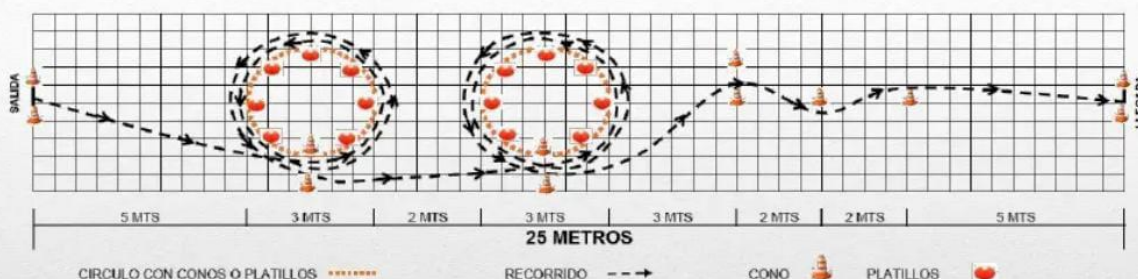 SALIDA
5 MTS 3 MTS 2 MTS 3 MTS 3 MTS 2 MTS 2 MTS 5 MTS
25 METROS
CIRCULO CON CONOS O PLATILLOS RECORRIDO CONO PLATILLOS